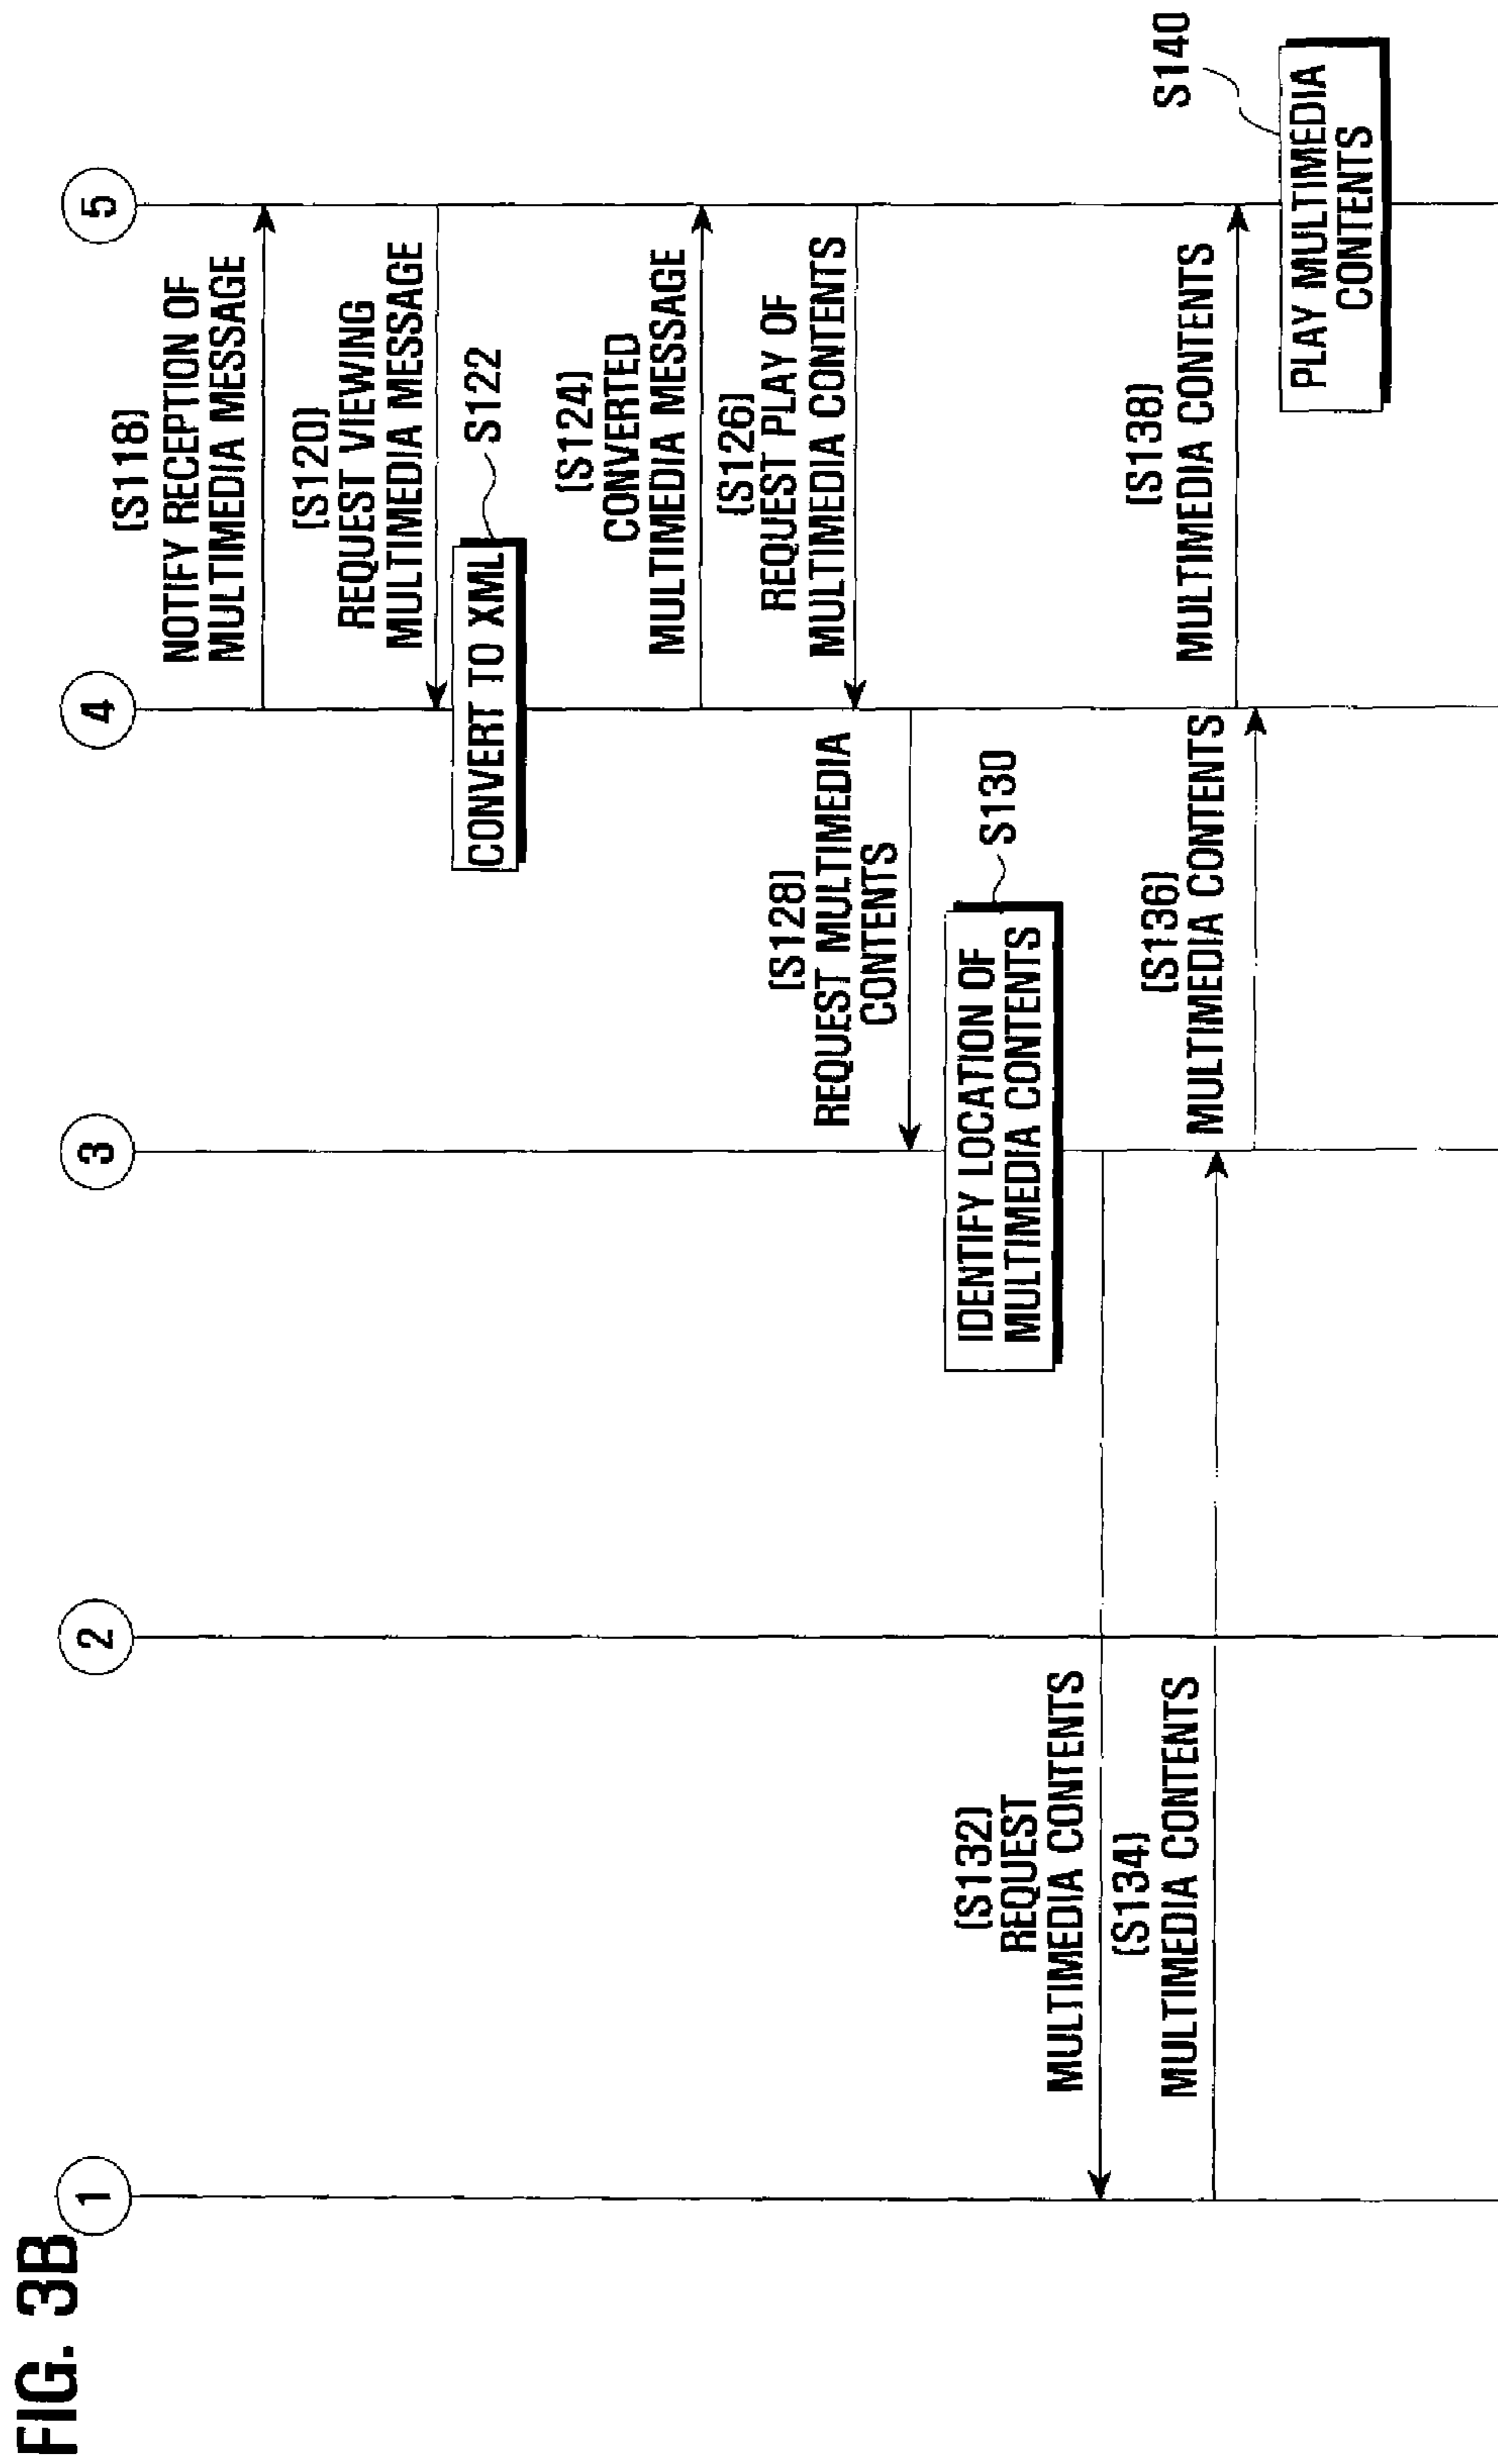 FIG. 3B
1
2
3
4
5
(S118)
NOTIFY RECEPTION OF
MULTIMEDIA MESSAGE
(S120)
REQUEST VIEWING
MULTIMEDIA MESSAGE
CONVERT TO XML
S122
(S124)
CONVERTED
MULTIMEDIA MESSAGE
(S126)
REQUEST PLAY OF
MULTIMEDIA CONTENTS
(S128)
REQUEST MULTIMEDIA
CONTENTS
IDENTIFY LOCATION OF
MULTIMEDIA CONTENTS
S130
(S132)
REQUEST
MULTIMEDIA CONTENTS
(S134)
MULTIMEDIA CONTENTS
(S136)
MULTIMEDIA CONTENTS
(S138)
MULTIMEDIA CONTENTS
S140
PLAY MULTIMEDIA
CONTENTS